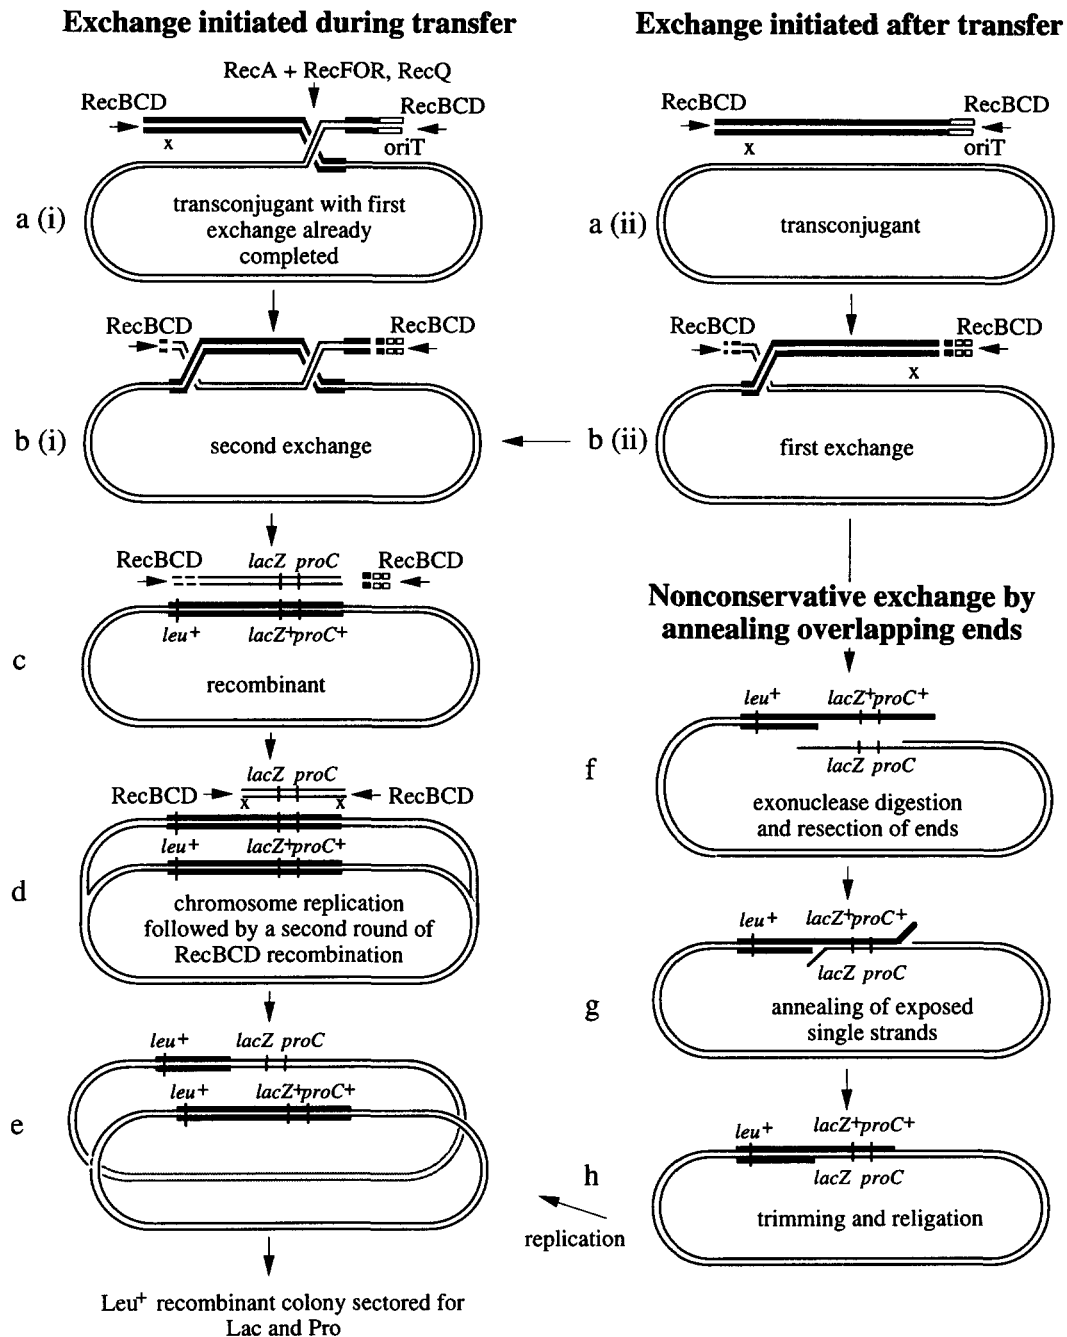 Exchange initiated during transfer
RecA + RecFOR, RecQ
RecBCD
RecBCD
x
oriT
a (i)
transconjugant with first
exchange already
completed
RecBCD
RecBCD
b (i)
second exchange
RecBCD
lacZ proC
RecBCD
leu+
lacZ+proC+
c
recombinant
lacZ proC
RecBCD
RecBCD
x
x
leu+
lacZ+proC+
d
chromosome replication
followed by a second round of
RecBCD recombination
leu+
lacZ proC
leu+
lacZ+proC+
e
Leu+ recombinant colony sectored for
Lac and Pro
Exchange initiated after transfer
RecBCD
RecBCD
x
oriT
a (ii)
transconjugant
RecBCD
RecBCD
x
b (ii)
first exchange
Nonconservative exchange by
annealing overlapping ends
leu+
lacZ+proC+
lacZ proC
f
exonuclease digestion
and resection of ends
leu+
lacZ+proC+
lacZ proC
g
annealing of exposed
single strands
leu+
lacZ+proC+
lacZ proC
h
trimming and religation
replication